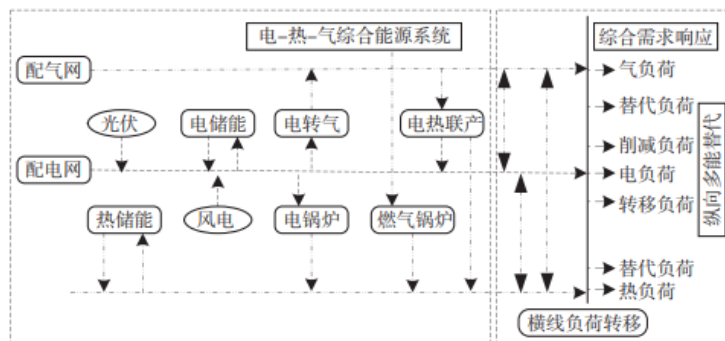 电-热-气综合能源系统
综合需求响应
配气网
气负荷
替代负荷
光伏
电储能
电转气
电热联产
削减负荷
配电网
电负荷
纵向多能替代
热储能
风电
电锅炉
燃气锅炉
转移负荷
替代负荷
热负荷
横线负荷转移